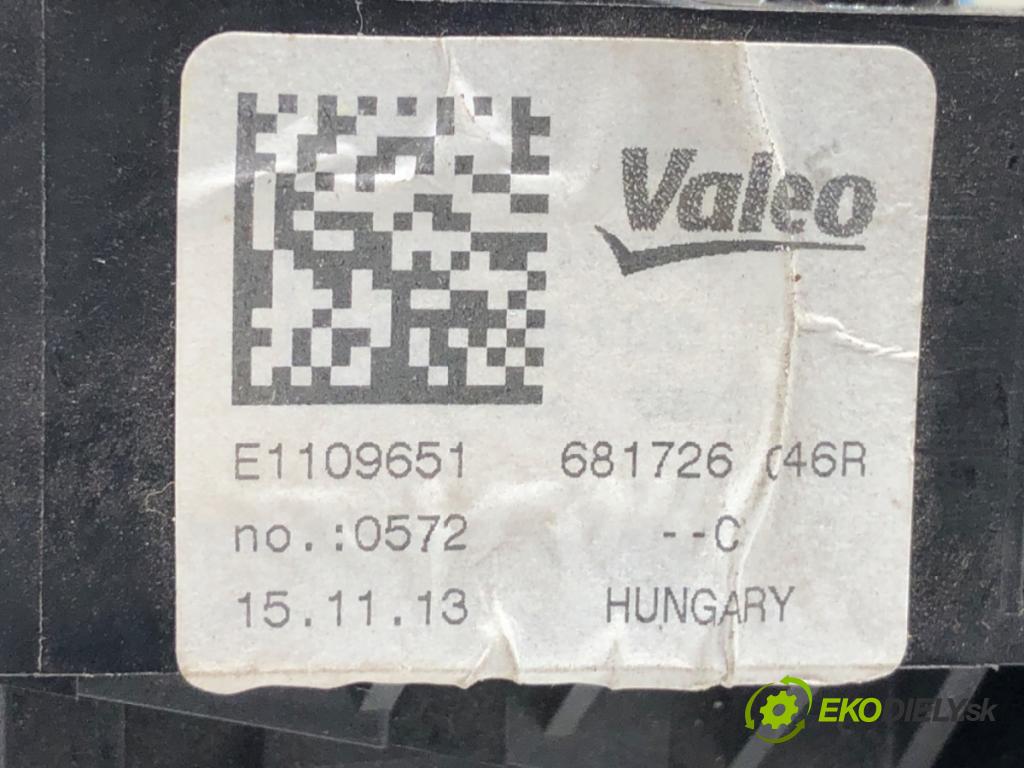 Valeo
E1109651 681726 046R
no.:0572 --C
15.11.13 HUNGARY
EKODIELY.sk